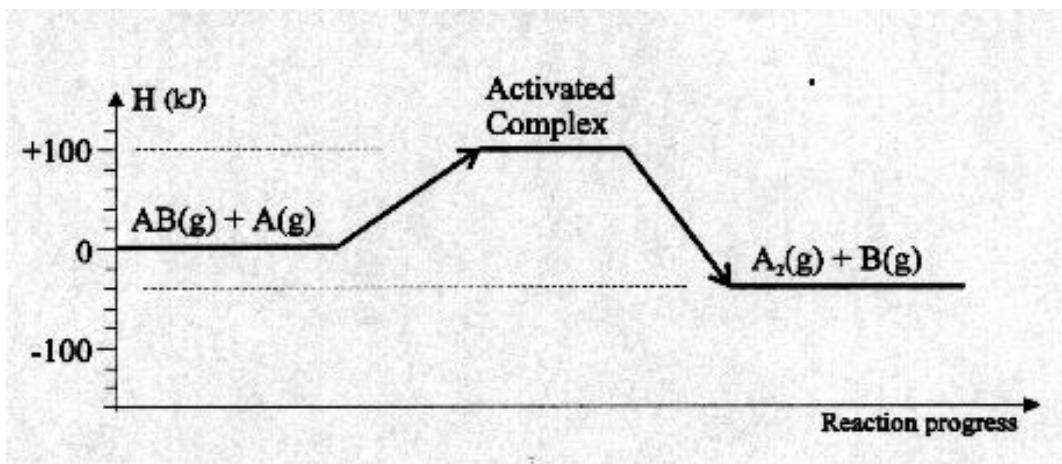 H (kJ)
Activated
Complex
+100
AB(g) + A(g)
0
A₂(g) + B(g)
-100
Reaction progress